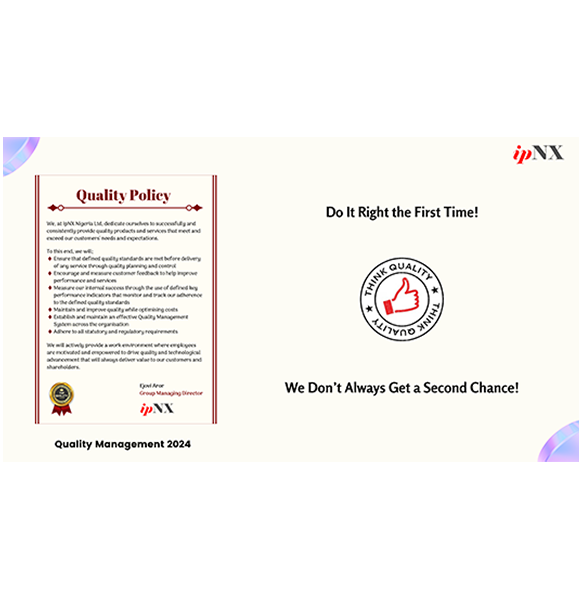 ipNX
Quality Policy
We, at ipNX Nigeria Ltd, dedicate ourselves to successfully and
consistently provide quality products and services that meet and
exceed our customers' needs and expectations.
To this end, we will;
Ensure that defined quality standards are met before delivery
of any service through quality planning and control
Encourage and measure customer feedback to help improve
performance and services
Measure our internal success through the use of defined key
performance indicators that monitor and track our adherence
to the defined quality standards
Maintain and improve quality while optimising costs
Establish and maintain an effective Quality Management
System across the organisation
Adhere to all statutory and regulatory requirements
We will actively provide a work environment where employees
are motivated and empowered to drive quality and technological
advancement that will always deliver value to our customers and
shareholders.
Ejovi Aror
Group Managing Director
ipNX
Quality Management 2024
Do It Right the First Time!
THINK QUALITY
THINK QUALITY
We Don't Always Get a Second Chance!